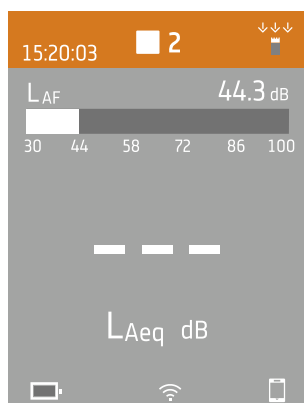 15:20:03 2
LAF 44.3 dB
30 44 58 72 86 100
— — —
LAeq dB